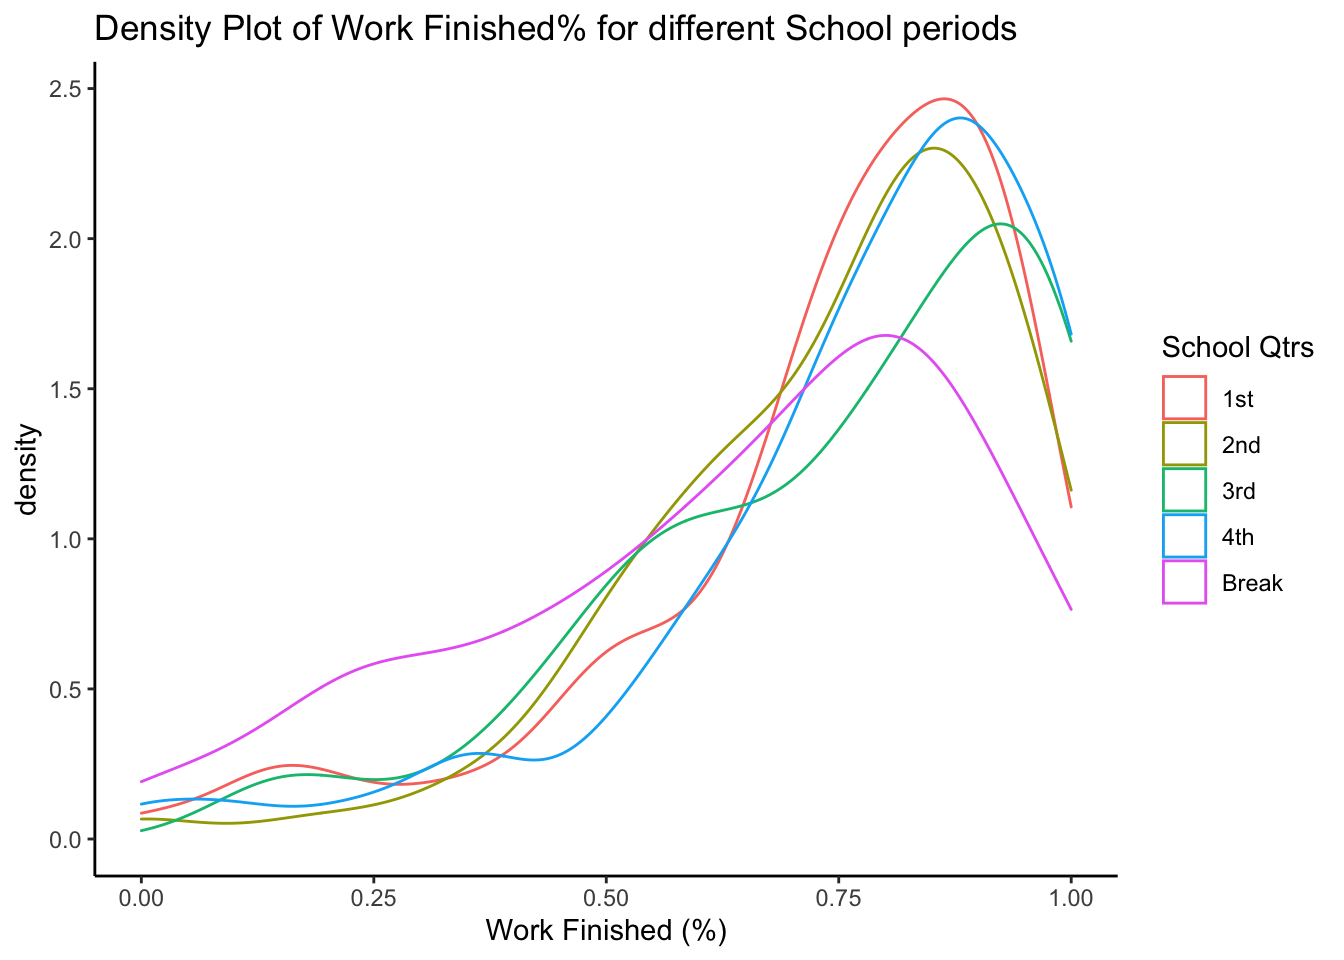 Density Plot of Work Finished% for different School periods
2.5
2.0
1.5
1.0
0.5
0.0
density
0.00 0.25 0.50 0.75 1.00
Work Finished (%)
School Qtrs
1st
2nd
3rd
4th
Break